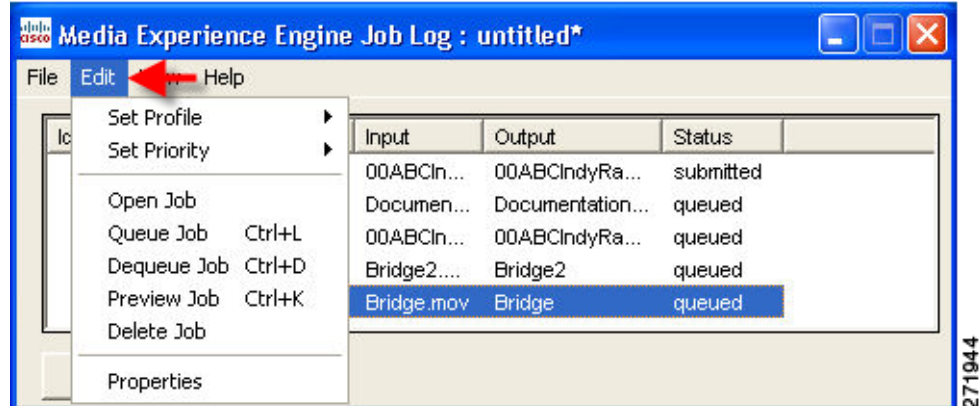 cisco Media Experience Engine Job Log : untitled*
File Edit Help
Set Profile
Set Priority
Open Job
Queue Job Ctrl+L
Dequeue Job Ctrl+D
Preview Job Ctrl+K
Delete Job
Properties
Input Output Status
00ABCIn... 00ABCIndyRa... submitted
Documen... Documentation... queued
00ABCIn... 00ABCIndyRa... queued
Bridge2.... Bridge2 queued
Bridge.mov Bridge queued
271944